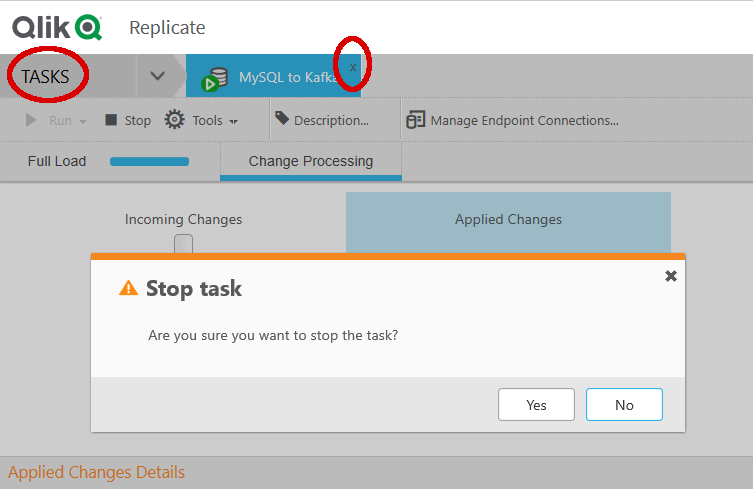 Qlik Replicate
TASKS MySQL to Kafka x
Run Stop Tools Description... Manage Endpoint Connections...
Full Load Change Processing
Incoming Changes Applied Changes
Stop task
Are you sure you want to stop the task?
Yes No
Applied Changes Details